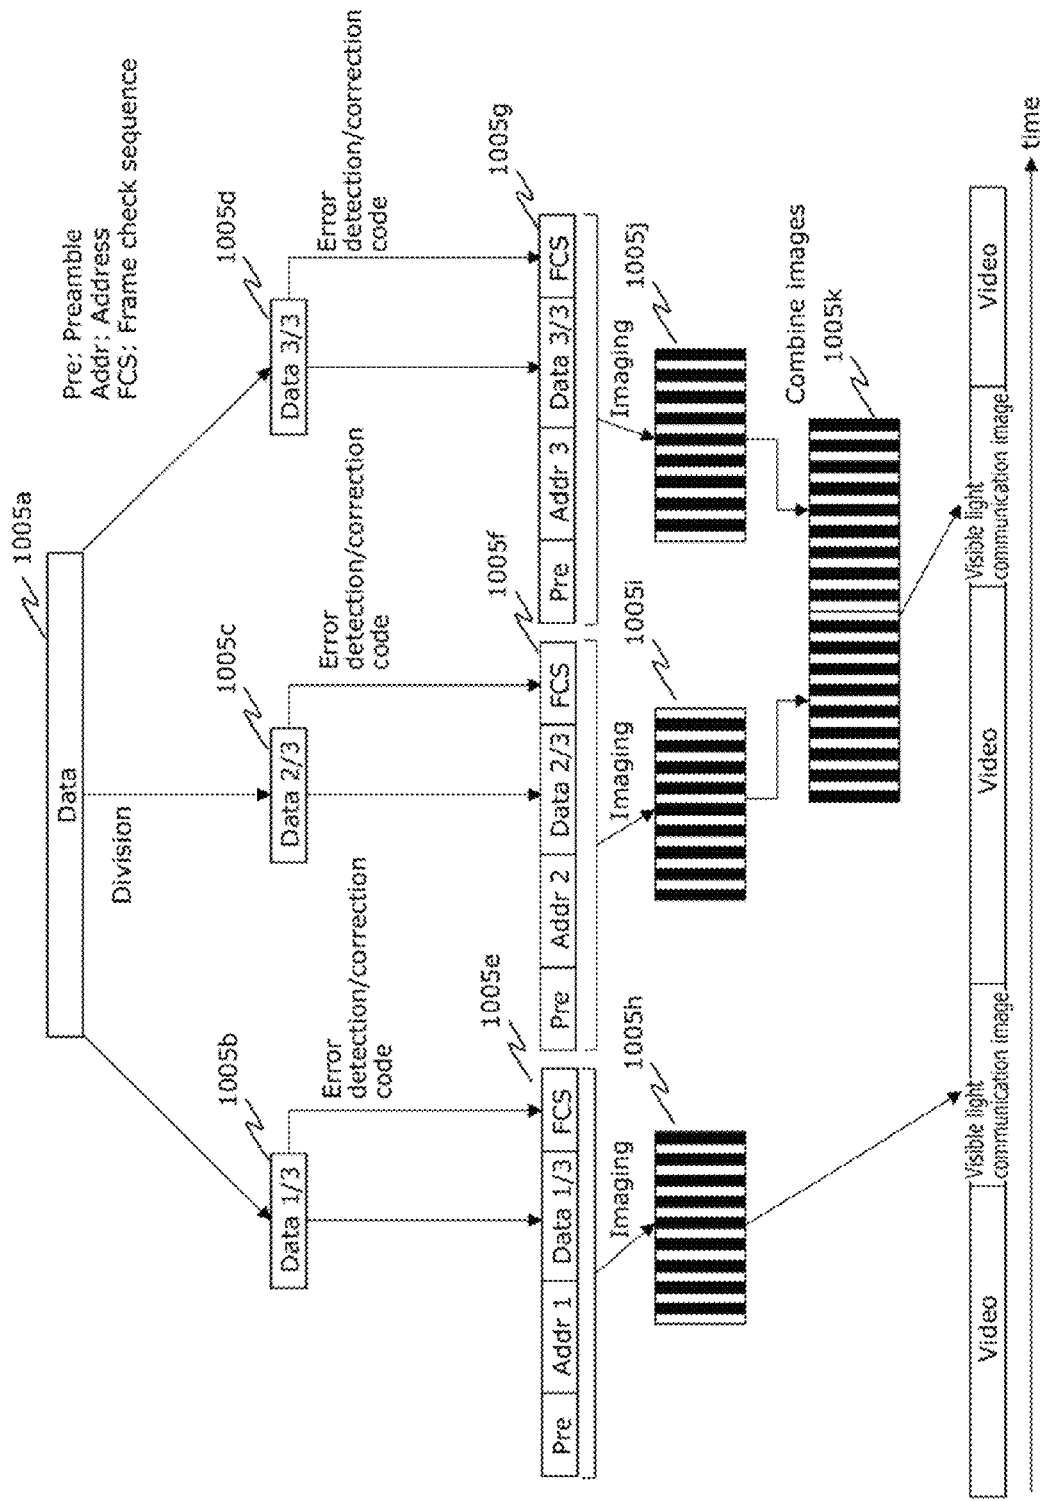 Pre: Preamble
Addr: Address
FCS: Frame check sequence
1005a
Data
Division
1005b
Data 1/3
1005c
Data 2/3
1005d
Data 3/3
Error
detection/correction
code
Error
detection/correction
code
Error
detection/correction
code
1005e
Pre Addr 1 Data 1/3 FCS
1005f
Pre Addr 2 Data 2/3 FCS
1005g
Pre Addr 3 Data 3/3 FCS
Imaging
1005h
Imaging
1005i
Imaging
1005j
Combine images
1005k
Video
Visible light
communication image
Video
Visible light
communication image
Video
time